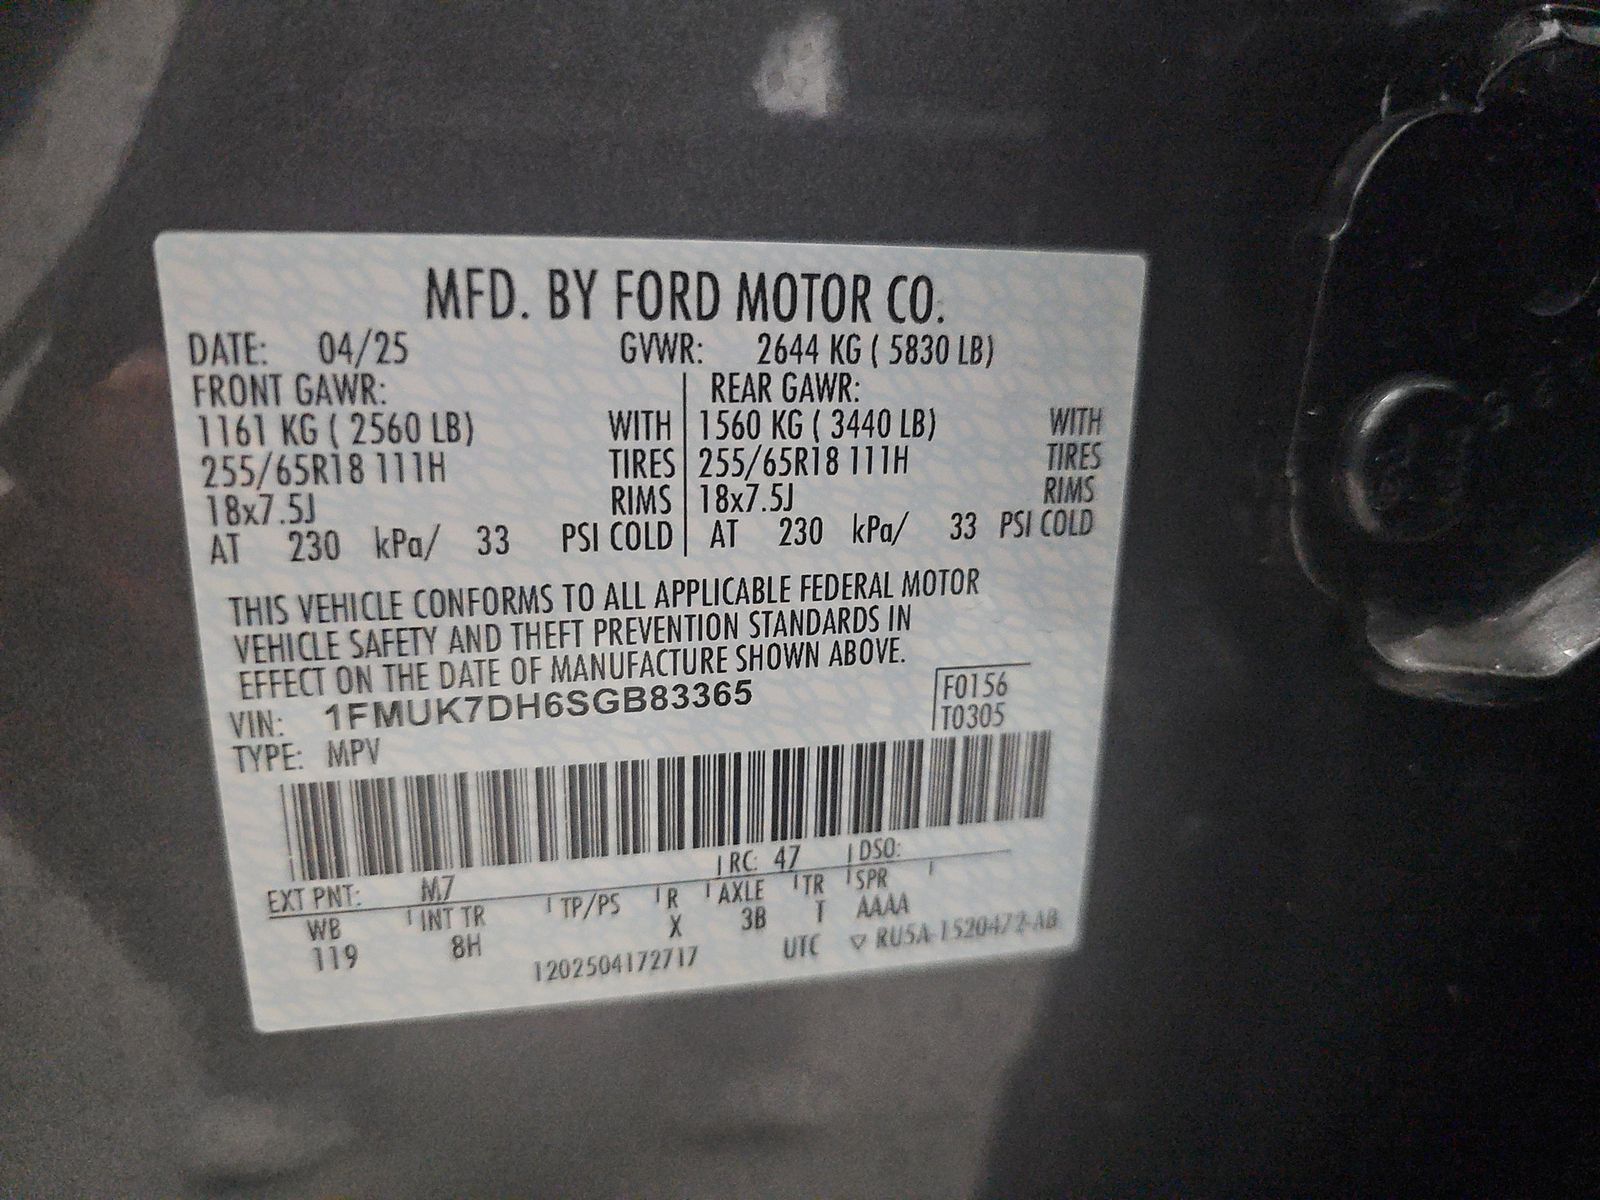 MFD. BY FORD MOTOR CO.
DATE: 04/25 GVWR: 2644 KG ( 5830 LB)
FRONT GAWR: REAR GAWR:
1161 KG ( 2560 LB) WITH 1560 KG ( 3440 LB) WITH
255/65R18 111H TIRES 255/65R18 111H TIRES
18x7.5J RIMS 18x7.5J RIMS
AT 230 kPa/ 33 PSI COLD AT 230 kPa/ 33 PSI COLD
THIS VEHICLE CONFORMS TO ALL APPLICABLE FEDERAL MOTOR
VEHICLE SAFETY AND THEFT PREVENTION STANDARDS IN
EFFECT ON THE DATE OF MANUFACTURE SHOWN ABOVE.
VIN: 1FMUK7DH6SGB83365 F0156
TYPE: MPV T0305
EXT PNT: M7 RC: 47 DSO:
WB INT TR TP/PS R AXLE TR SPR
119 8H X 3B T AAAA
1202504172717 UTC ▽ RU5A-1520472-AB